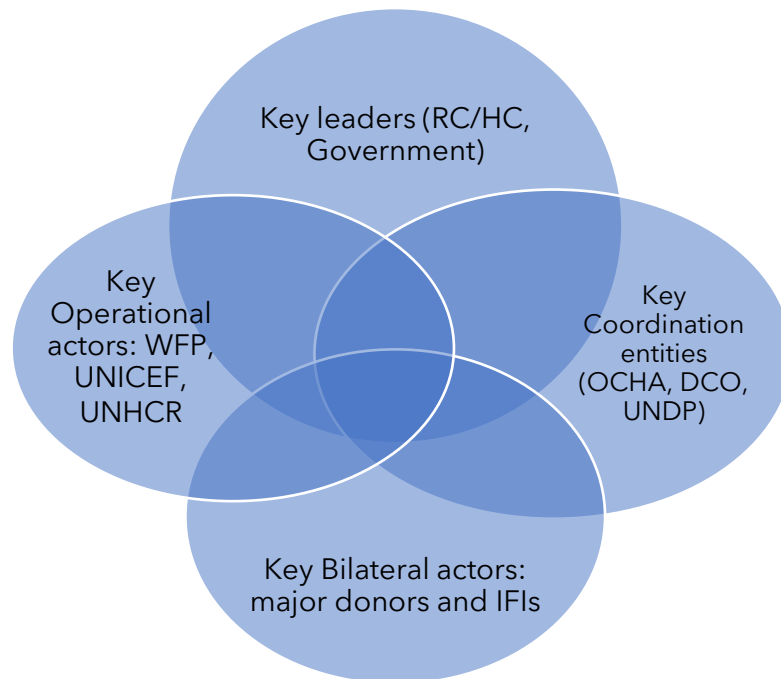 Key leaders (RC/HC,
Government)
Key
Operational
actors: WFP,
UNICEF,
UNHCR
Key
Coordination
entities
(OCHA, DCO,
UNDP)
Key Bilateral actors:
major donors and IFIs